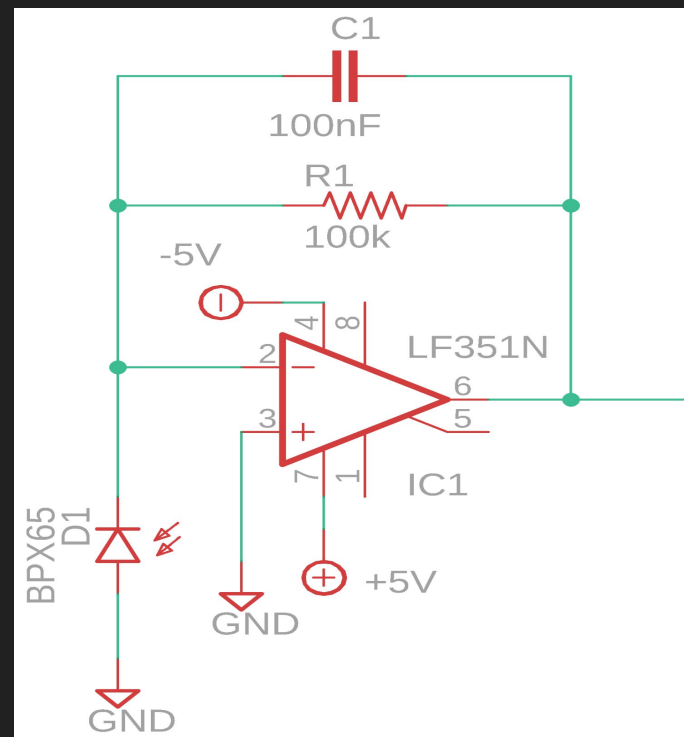 C1
100nF
R1
100k
-5V
4
8
LF351N
2
6
3
5
7
1
IC1
BPX65
D1
+5V
GND
GND